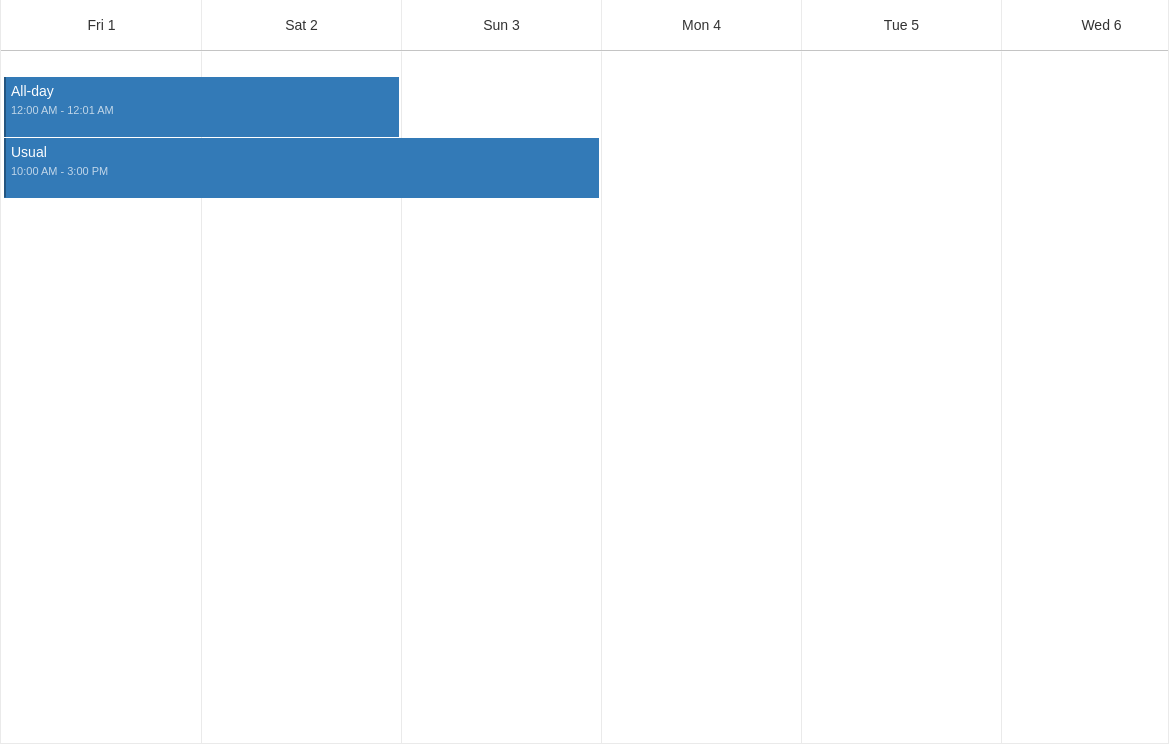 Fri 1 Sat 2 Sun 3 Mon 4 Tue 5 Wed 6
All-day
12:00 AM - 12:01 AM
Usual
10:00 AM - 3:00 PM